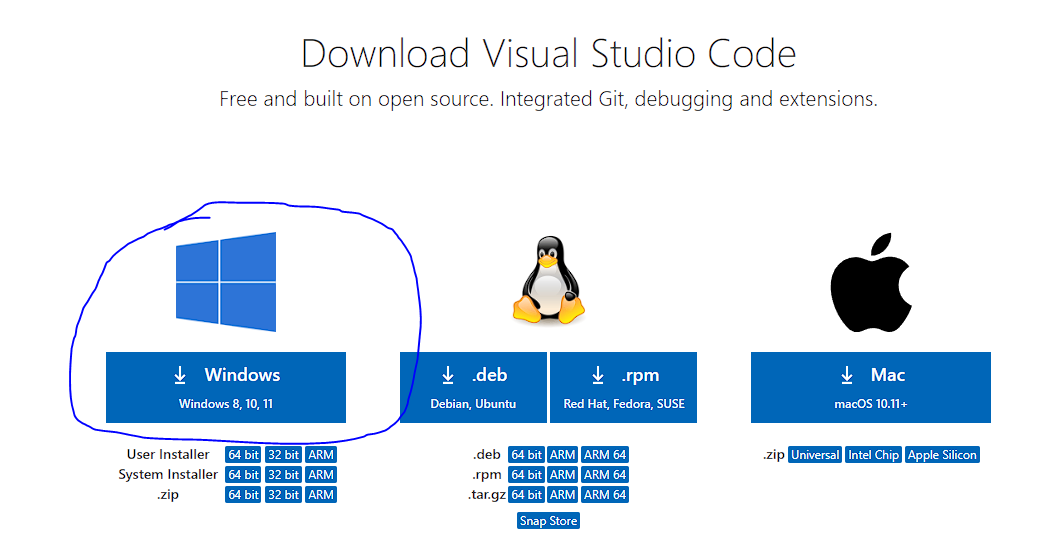 Download Visual Studio Code
Free and built on open source. Integrated Git, debugging and extensions.
Windows
Windows 8, 10, 11
User Installer 64 bit 32 bit ARM
System Installer 64 bit 32 bit ARM
.zip 64 bit 32 bit ARM
.deb
Debian, Ubuntu
.rpm
Red Hat, Fedora, SUSE
.deb 64 bit ARM ARM 64
.rpm 64 bit ARM ARM 64
.tar.gz 64 bit ARM ARM 64
Snap Store
Mac
macOS 10.11+
.zip Universal Intel Chip Apple Silicon